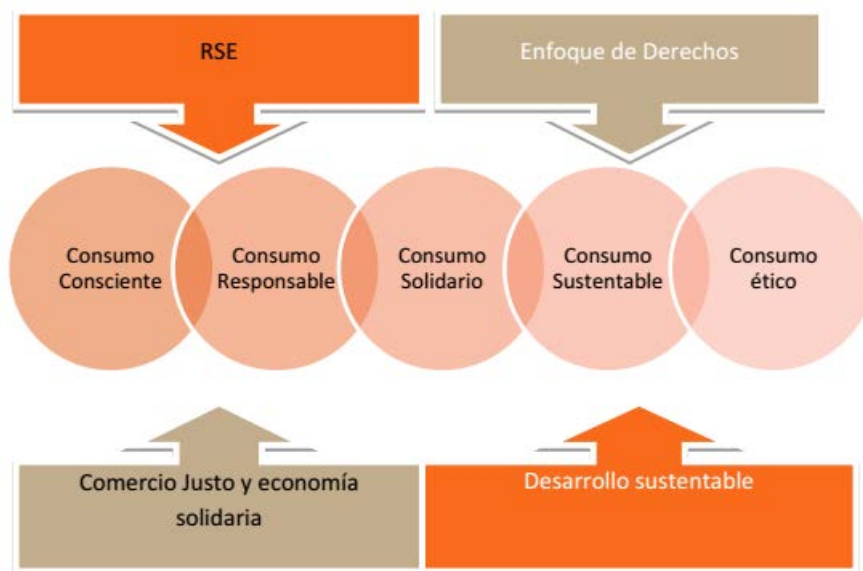 RSE
Enfoque de Derechos
Consumo
Consciente
Consumo
Responsable
Consumo
Solidario
Consumo
Sustentable
Consumo
ético
Comercio Justo y economía
solidaria
Desarrollo sustentable